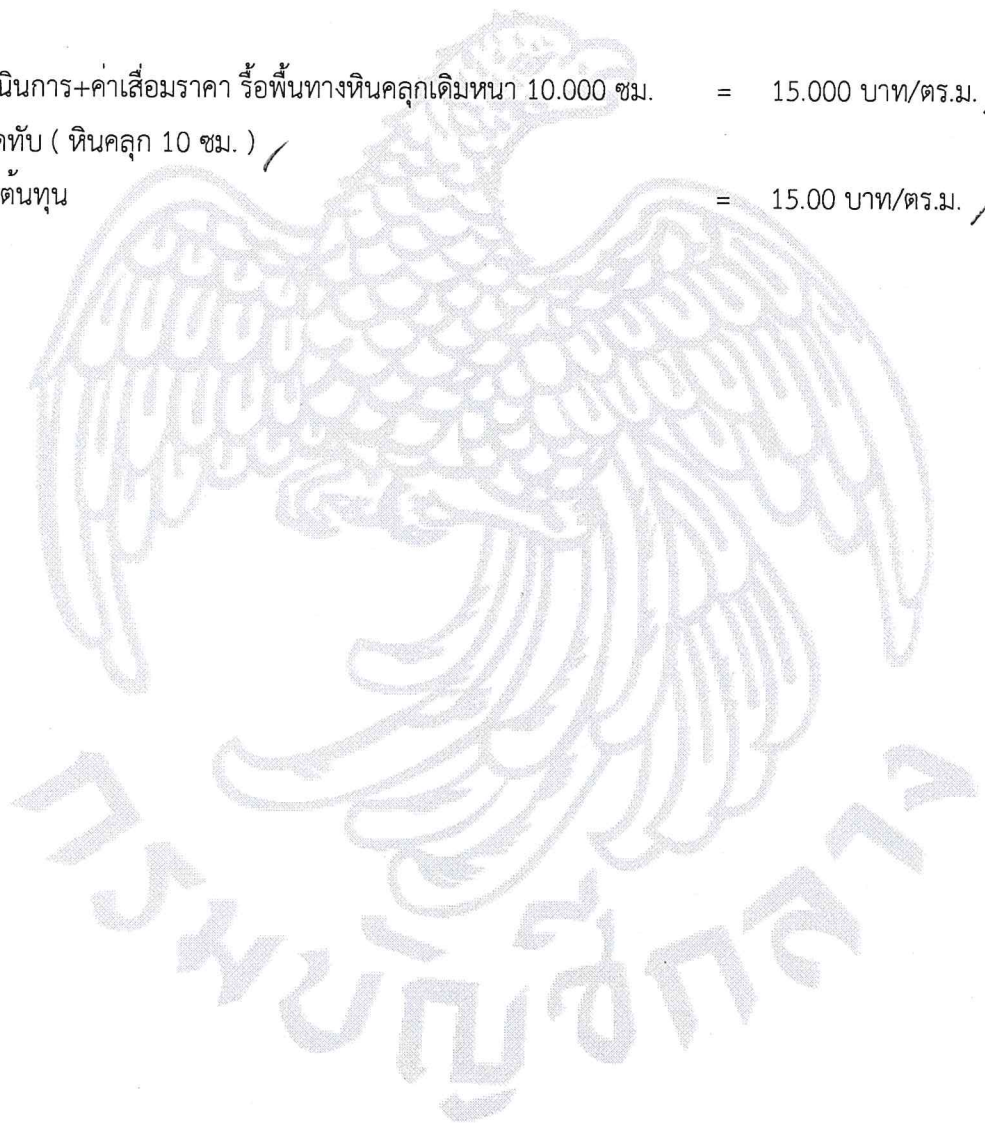 นินการ+ค่าเสื่อมราคา รื้อพื้นทางหินคลุกเดิมหนา 10.000 ซม. = 15.000 บาท/ตร.ม.
ดทับ ( หินคลุก 10 ซม. )
ต้นทุน = 15.00 บาท/ตร.ม.
กรมบัญชีกลาง